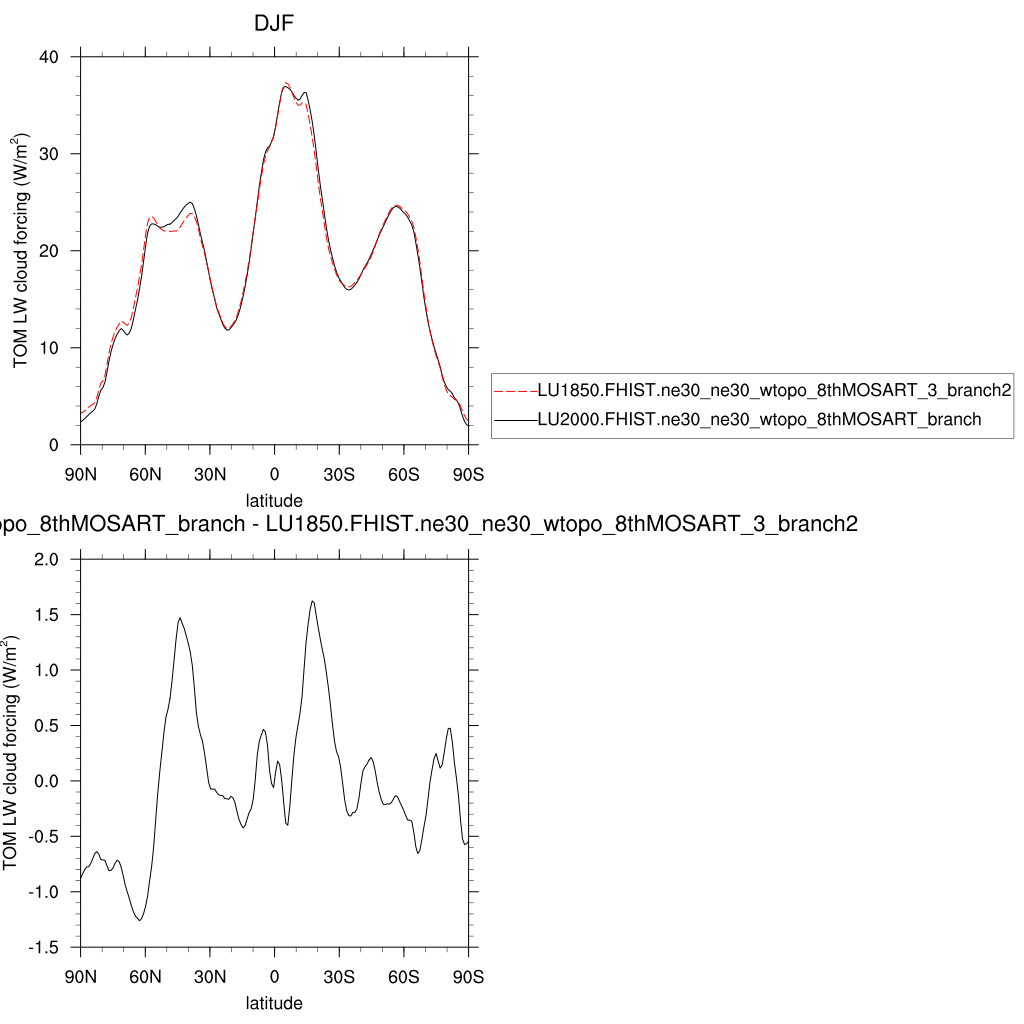 DJF
TOM LW cloud forcing (W/m²)
40
30
20
10
0
90N 60N 30N 0 30S 60S 90S
latitude
LU1850.FHIST.ne30_ne30_wtopo_8thMOSART_3_branch2
LU2000.FHIST.ne30_ne30_wtopo_8thMOSART_branch
opo_8thMOSART_branch - LU1850.FHIST.ne30_ne30_wtopo_8thMOSART_3_branch2
TOM LW cloud forcing (W/m²)
2.0
1.5
1.0
0.5
0.0
-0.5
-1.0
-1.5
90N 60N 30N 0 30S 60S 90S
latitude